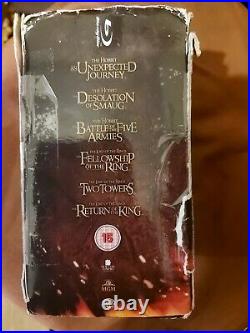 THE HOBBIT
AN UNEXPECTED
JOURNEY
THE HOBBIT
DESOLATION
OF SMAUG
THE HOBBIT
BATTLE OF THE FIVE
ARMIES
THE LORD OF THE RINGS
FELLOWSHIP
OF THE RING
THE LORD OF THE RINGS
TWO TOWERS
THE LORD OF THE RINGS
THE RETURN OF THE
KING
15
MGM